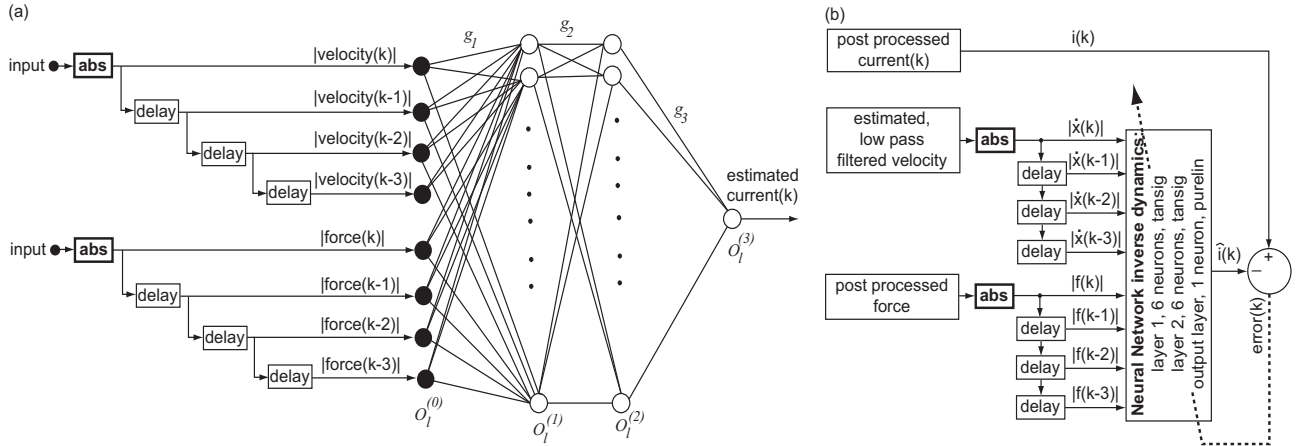 (a)
g1
g2
input
abs
|velocity(k)|
delay
|velocity(k-1)|
delay
|velocity(k-2)|
delay
|velocity(k-3)|
g3
estimated
current(k)
input
abs
|force(k)|
O_l^(3)
delay
|force(k-1)|
delay
|force(k-2)|
delay
|force(k-3)|
O_l^(0)
O_l^(1)
O_l^(2)
(b)
post processed
current(k)
i(k)
estimated,
low pass
filtered velocity
abs
|ẋ(k)|
delay
|ẋ(k-1)|
delay
|ẋ(k-2)|
delay
|ẋ(k-3)|
post processed
force
abs
|f(k)|
delay
|f(k-1)|
delay
|f(k-2)|
delay
|f(k-3)|
Neural Network inverse dynamics
layer 1, 6 neurons, tansig
layer 2, 6 neurons, tansig
output layer, 1 neuron, purelin
î(k)
+
−
error(k)